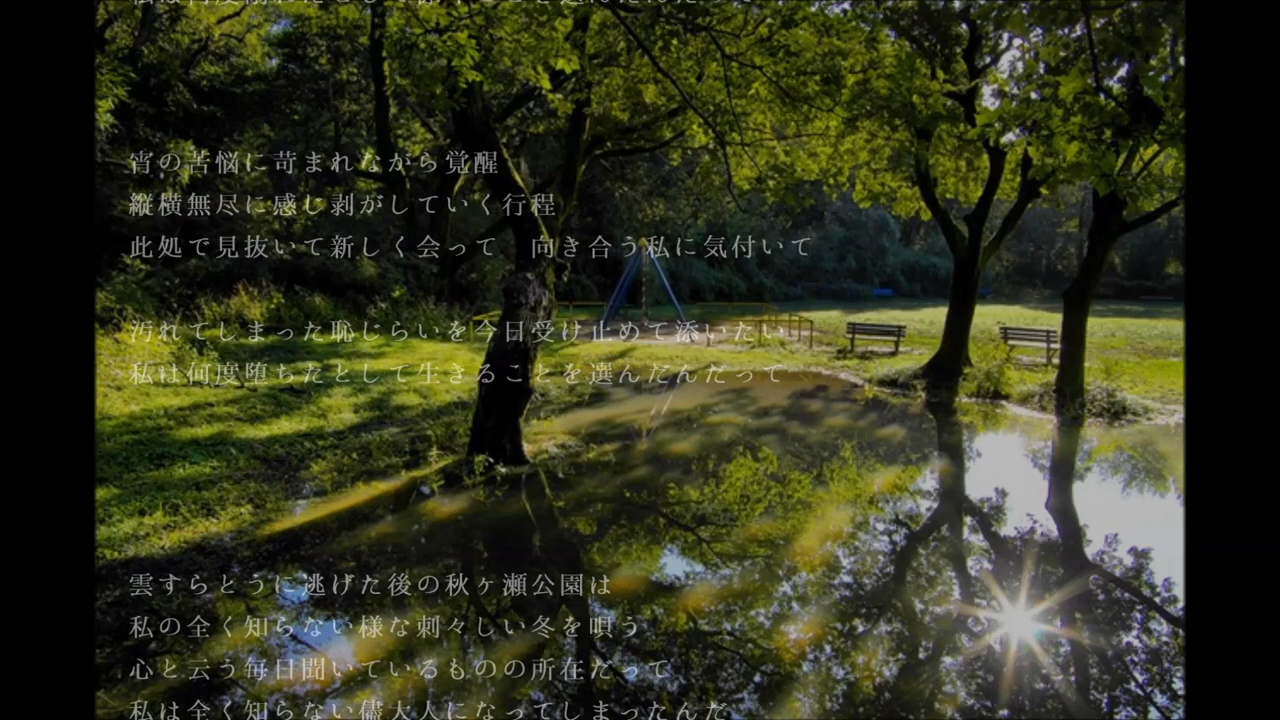 宵の苦悩に苛まれながら覚醒
縦横無尽に感じ剥がしていく行程
此処で見抜いて新しく会って　向き合う私に気付いて
汚れてしまった恥じらいを今日受け止めて添いたい
私は何度堕ちたとして生きることを選んだんだって
雲すらとうに逃げた後の秋ヶ瀬公園は
私の全く知らない様な刺々しい冬を唄う
心と云う毎日聞いているものの所在だって
私は全く知らない儘大人になってしまったんだ